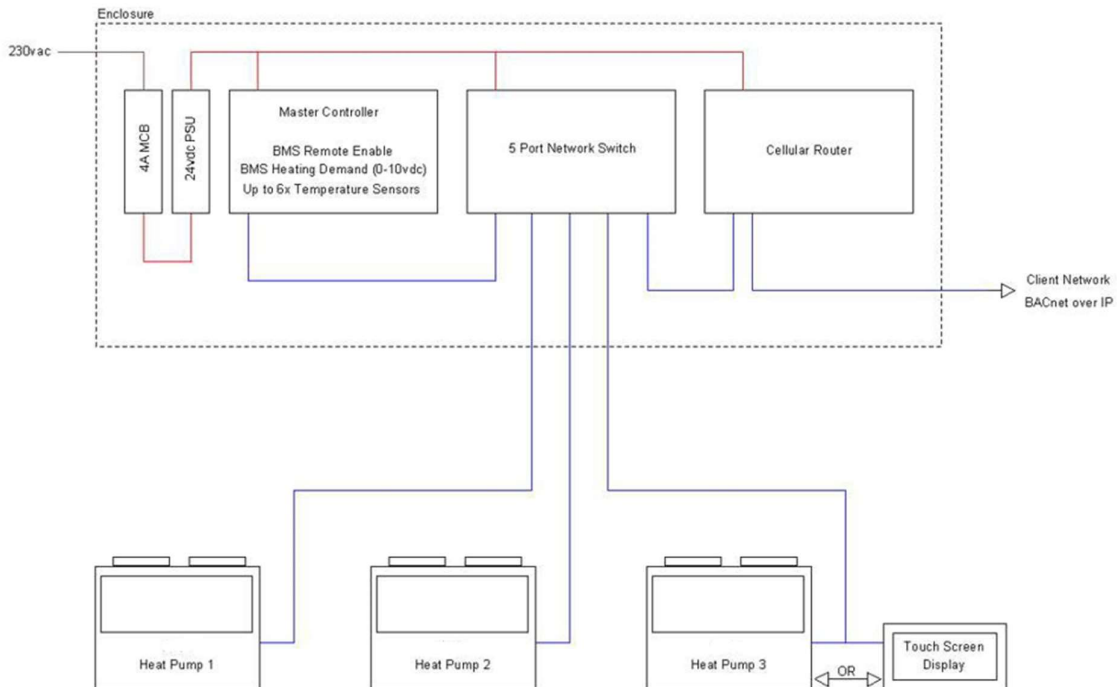 Enclosure
230vac
4A MCB
24vdc PSU
Master Controller
BMS Remote Enable
BMS Heating Demand (0-10vdc)
Up to 6x Temperature Sensors
5 Port Network Switch
Cellular Router
Client Network
BACnet over IP
Heat Pump 1
Heat Pump 2
Heat Pump 3
OR
Touch Screen
Display